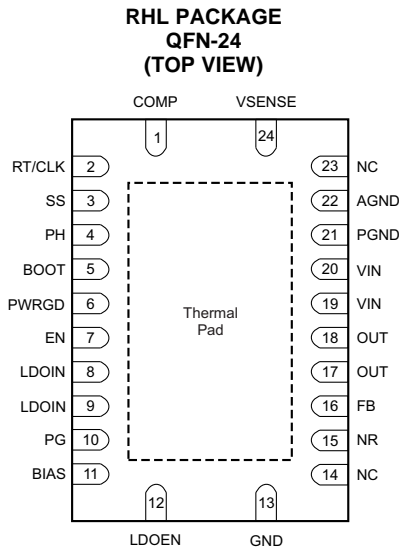 RHL PACKAGE
QFN-24
(TOP VIEW)
COMP VSENSE
1 24
RT/CLK 2 23 NC
SS 3 22 AGND
PH 4 21 PGND
BOOT 5 20 VIN
PWRGD 6 19 VIN
Thermal
Pad
EN 7 18 OUT
LDOIN 8 17 OUT
LDOIN 9 16 FB
PG 10 15 NR
BIAS 11 14 NC
12 13
LDOEN GND